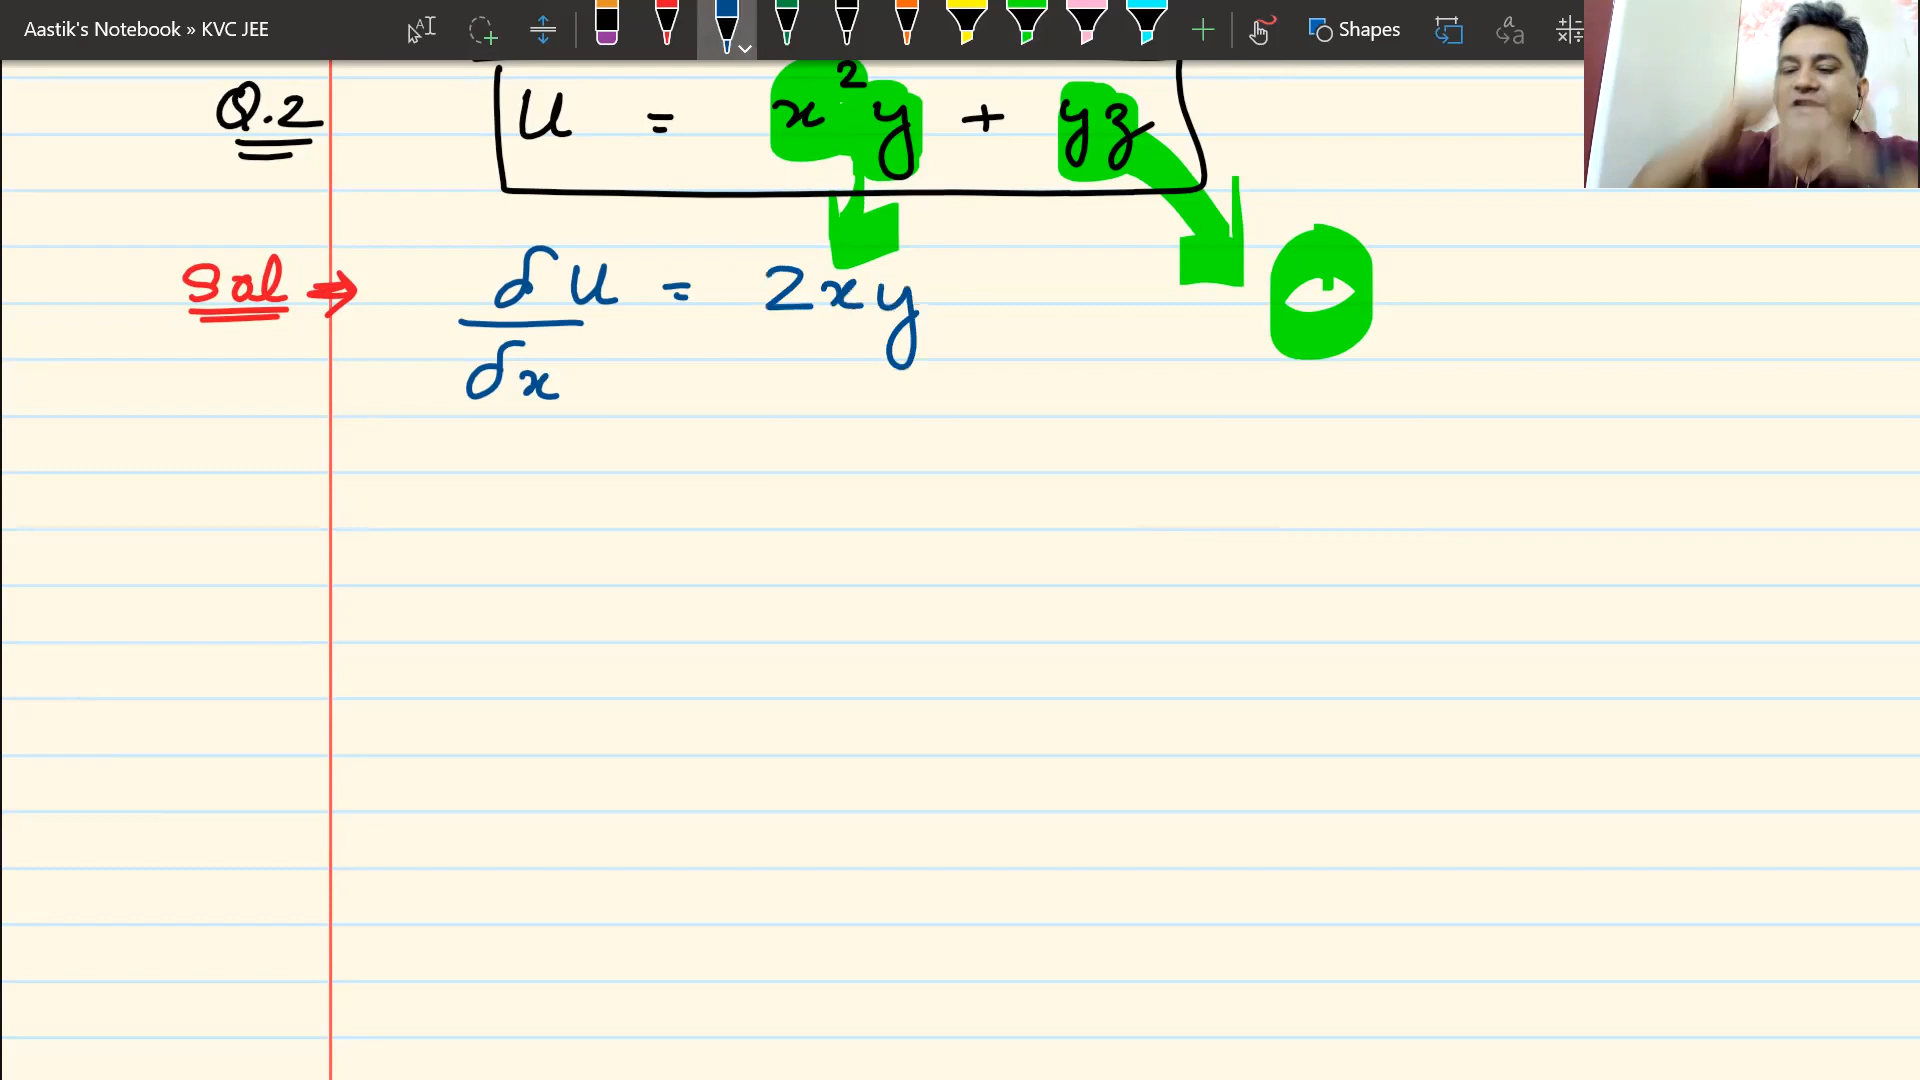 Aastik's Notebook » KVC JEE
Shapes
Q.2 U = x²y + yz
Sol ⇒ δU = 2xy 0
δx